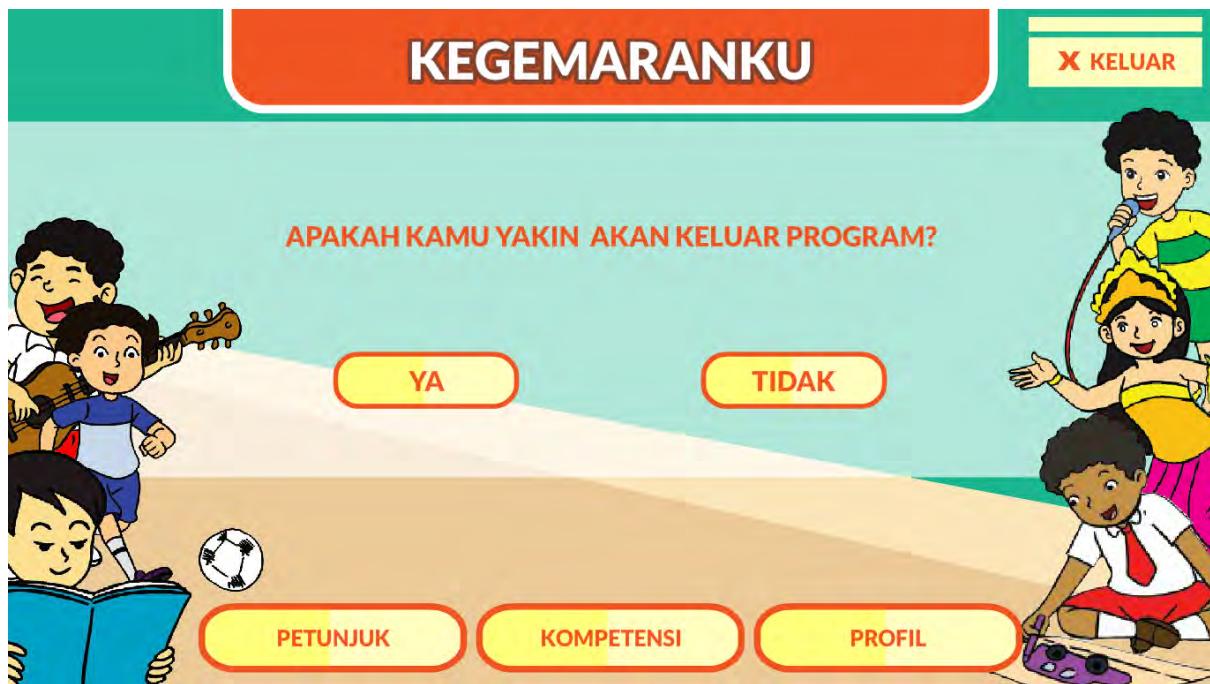 KEGEMARANKU
X KELUAR
APAKAH KAMU YAKIN AKAN KELUAR PROGRAM?
YA
TIDAK
PETUNJUK
KOMPETENSI
PROFIL